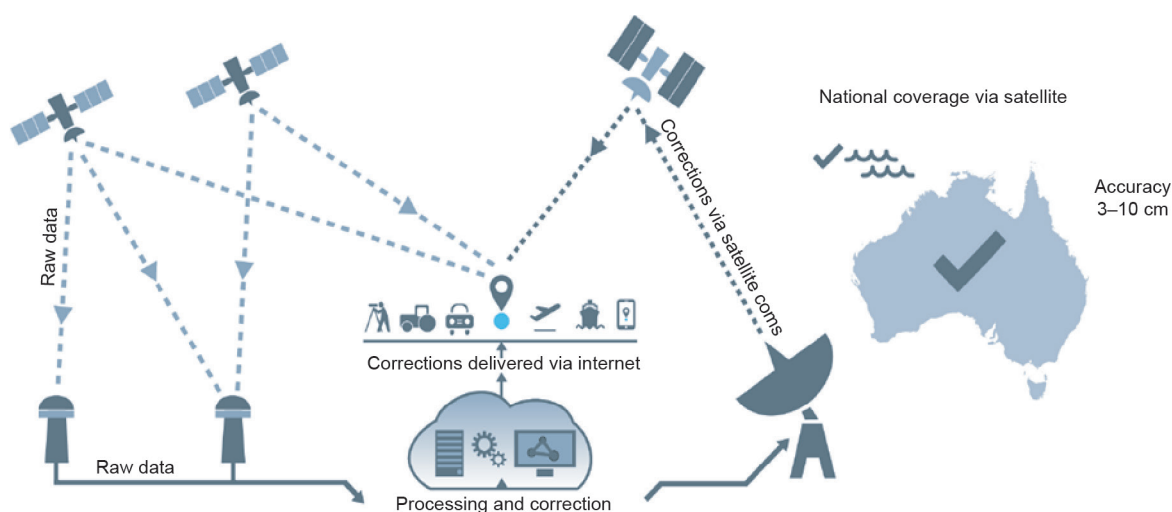 National coverage via satellite
Accuracy
3–10 cm
Raw data
Corrections via satellite coms
Corrections delivered via internet
Raw data
Processing and correction